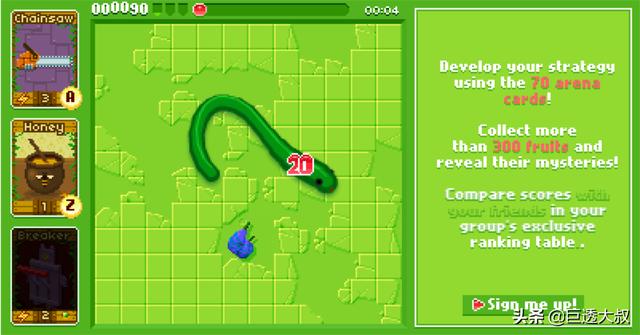 Chainsaw
3
A
Honey
1
Z
Breaker
2
000090
00:04
20
Develop your strategy
using the 70 arena
cards!
Collect more
than 300 fruits and
reveal their mysteries!
Compare scores with
your friends in your
group's exclusive
ranking table .
Sign me up!
头条 @巨透大叔